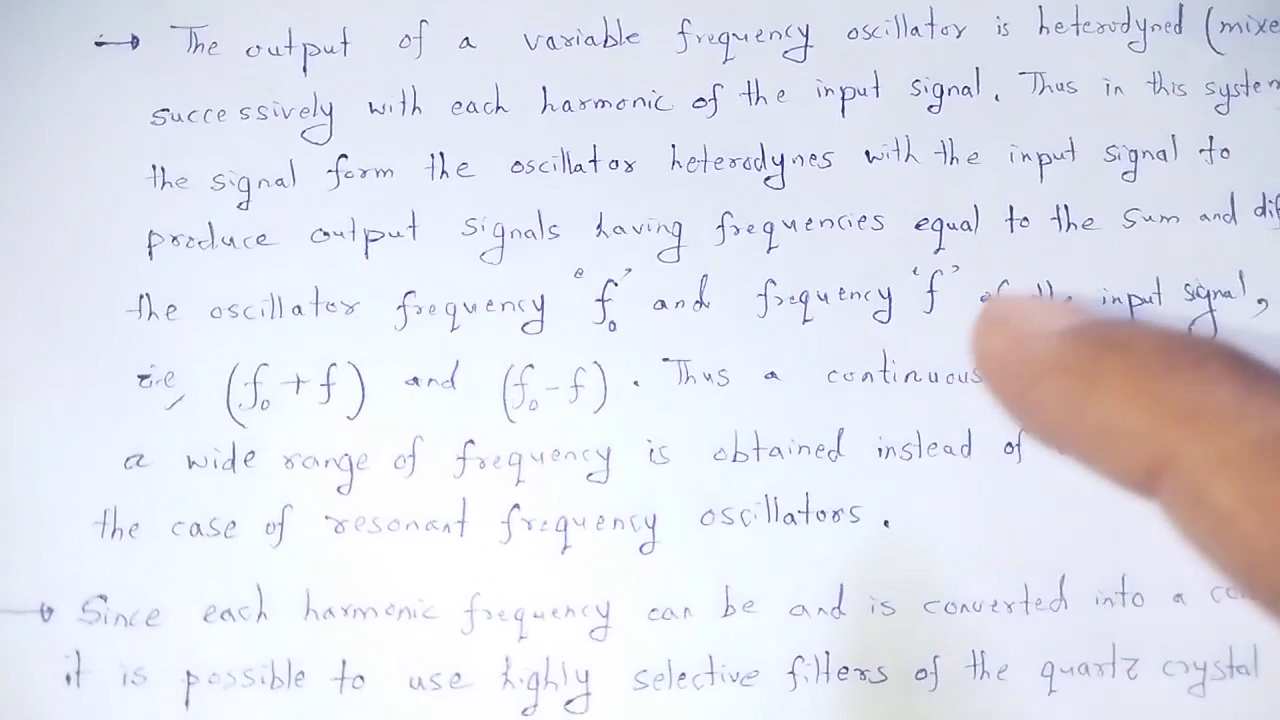 → The output of a variable frequency oscillator is heterodyned (mixe
successively with each harmonic of the input signal. Thus in this system
the signal form the oscillator heterodynes with the input signal to
produce output signals having frequencies equal to the sum and dif
the oscillator frequency 'f₀' and frequency 'f' of the input signal,
i.e, (f₀+f) and (f₀-f). Thus a continuous
a wide range of frequency is obtained instead of
the case of resonant frequency oscillators.
→ Since each harmonic frequency can be and is converted into a
it is possible to use highly selective filters of the quartz crystal